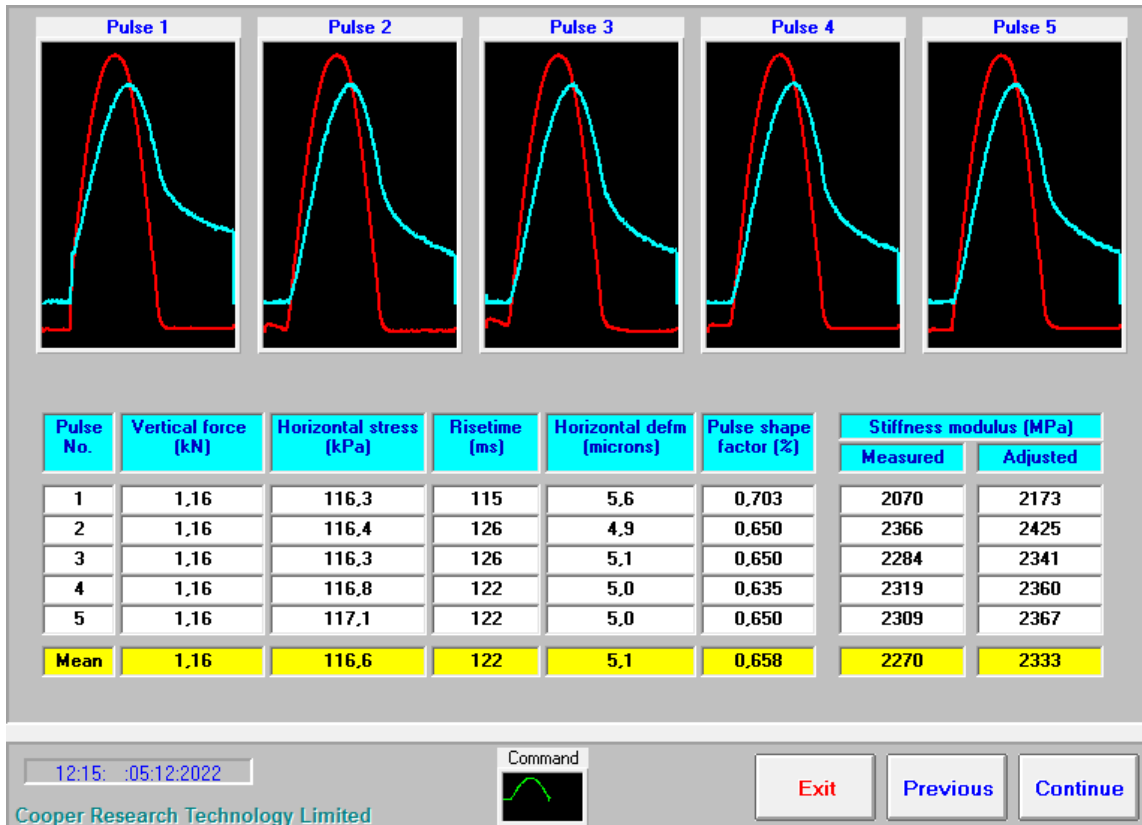 Pulse 1 Pulse 2 Pulse 3 Pulse 4 Pulse 5
Pulse No. Vertical force (kN) Horizontal stress (kPa) Risetime (ms) Horizontal defm (microns) Pulse shape factor (%) Stiffness modulus (MPa)
Measured Adjusted
1 1,16 116,3 115 5,6 0,703 2070 2173
2 1,16 116,4 126 4,9 0,650 2366 2425
3 1,16 116,3 126 5,1 0,650 2284 2341
4 1,16 116,8 122 5,0 0,635 2319 2360
5 1,16 117,1 122 5,0 0,650 2309 2367
Mean 1,16 116,6 122 5,1 0,658 2270 2333
Command
12:15: :05:12:2022
Exit Previous Continue
Cooper Research Technology Limited